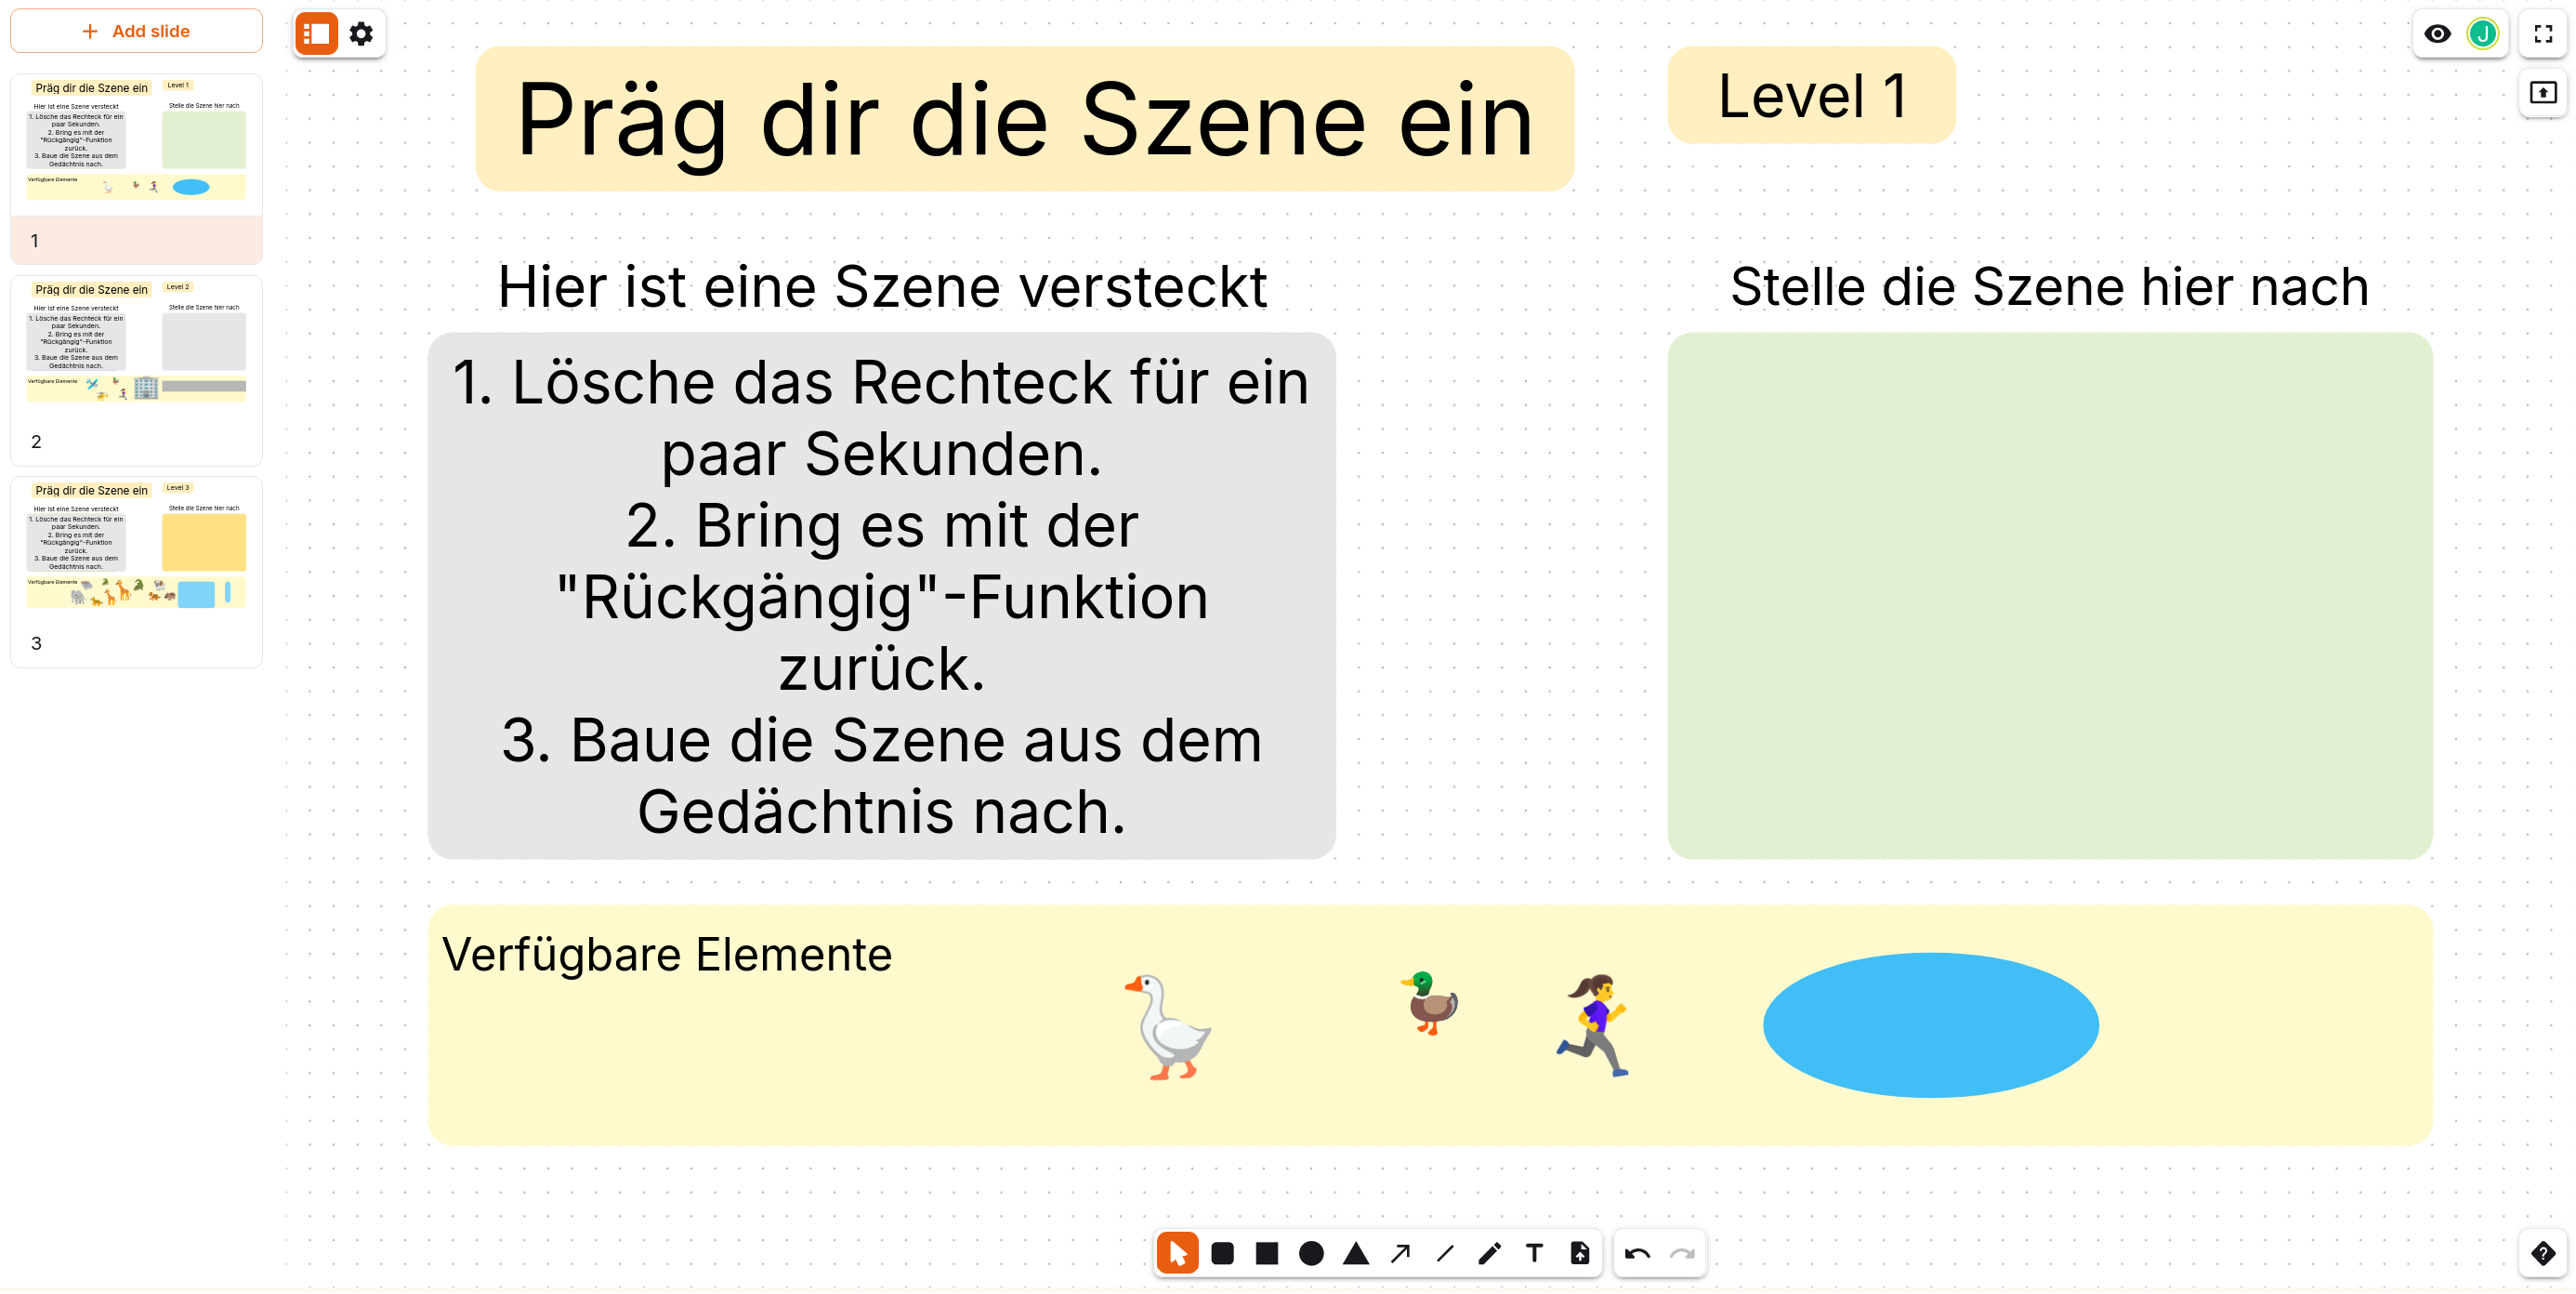 Add slide
Präg dir die Szene ein
Level 1
Hier ist eine Szene versteckt
Stelle die Szene hier nach
1. Lösche das Rechteck für ein
paar Sekunden.
2. Bring es mit der
"Rückgängig"-Funktion
zurück.
3. Baue die Szene aus dem
Gedächtnis nach.
Verfügbare Elemente
1
Präg dir die Szene ein
Level 2
Hier ist eine Szene versteckt
Stelle die Szene hier nach
1. Lösche das Rechteck für ein
paar Sekunden.
2. Bring es mit der
"Rückgängig"-Funktion
zurück.
3. Baue die Szene aus dem
Gedächtnis nach.
Verfügbare Elemente
2
Präg dir die Szene ein
Level 3
Hier ist eine Szene versteckt
Stelle die Szene hier nach
1. Lösche das Rechteck für ein
paar Sekunden.
2. Bring es mit der
"Rückgängig"-Funktion
zurück.
3. Baue die Szene aus dem
Gedächtnis nach.
Verfügbare Elemente
3
J
Präg dir die Szene ein
Level 1
Hier ist eine Szene versteckt
Stelle die Szene hier nach
1. Lösche das Rechteck für ein
paar Sekunden.
2. Bring es mit der
"Rückgängig"-Funktion
zurück.
3. Baue die Szene aus dem
Gedächtnis nach.
Verfügbare Elemente
T
?